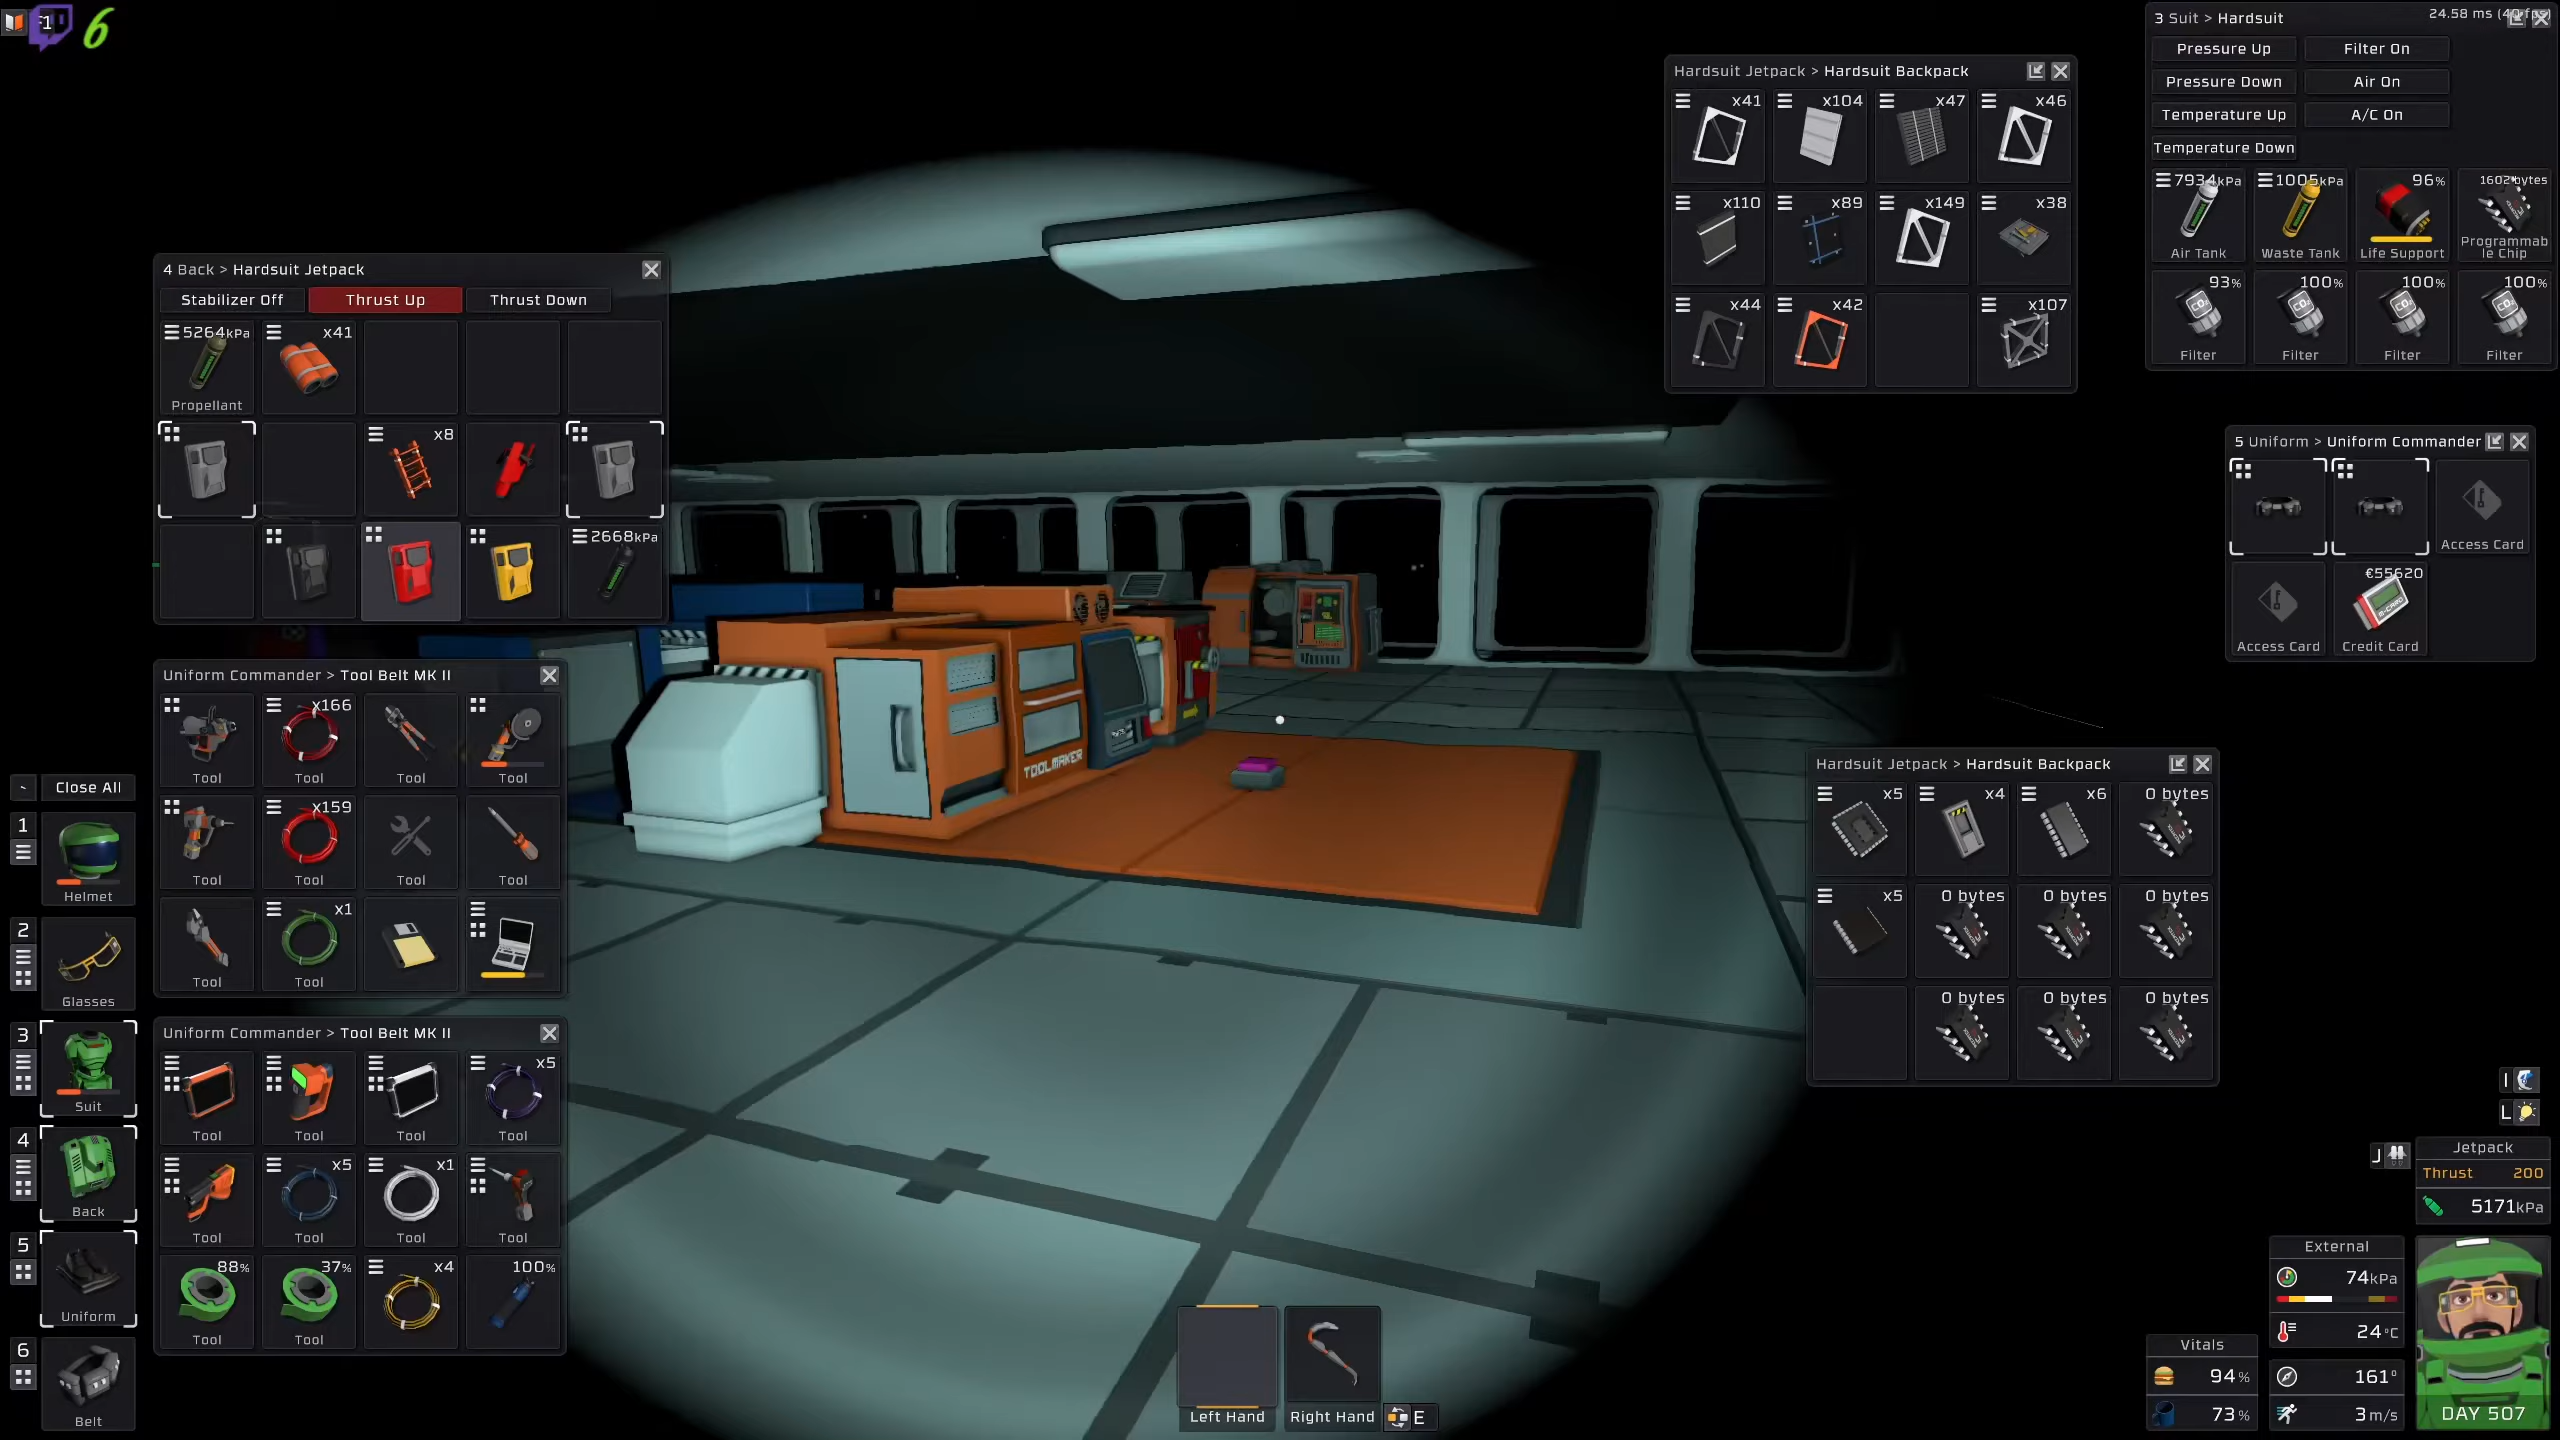 F1
6
24.58 ms (40 fps)
3 Suit > Hardsuit
Pressure Up
Filter On
Pressure Down
Air On
Temperature Up
A/C On
Temperature Down
7934kPa
Air Tank
1005kPa
Waste Tank
96%
Life Support
1602 bytes
Programmab
le Chip
93%
Filter
100%
Filter
100%
Filter
100%
Filter
Hardsuit Jetpack > Hardsuit Backpack
x41
x104
x47
x46
x110
x89
x149
x38
x44
x42
x107
4 Back > Hardsuit Jetpack
Stabilizer Off
Thrust Up
Thrust Down
5264kPa
Propellant
x41
x8
2668kPa
5 Uniform > Uniform Commander
Access Card
Access Card
€55620
Credit Card
Uniform Commander > Tool Belt MK II
Tool
x166
Tool
Tool
Tool
Tool
x159
Tool
Tool
Tool
Tool
x1
Tool
TOOLMAKER
Hardsuit Jetpack > Hardsuit Backpack
x5
x4
x6
0 bytes
x5
0 bytes
0 bytes
0 bytes
0 bytes
0 bytes
0 bytes
~
Close All
1
Helmet
2
Glasses
3
Suit
4
Back
5
Uniform
6
Belt
Uniform Commander > Tool Belt MK II
Tool
Tool
Tool
x5
Tool
Tool
x5
Tool
x1
Tool
Tool
88%
Tool
37%
Tool
x4
Tool
100%
Tool
Left Hand
Right Hand
E
I
L
J
Jetpack
Thrust 200
5171kPa
External
74kPa
24°C
161°
3m/s
Vitals
94%
73%
DAY 507